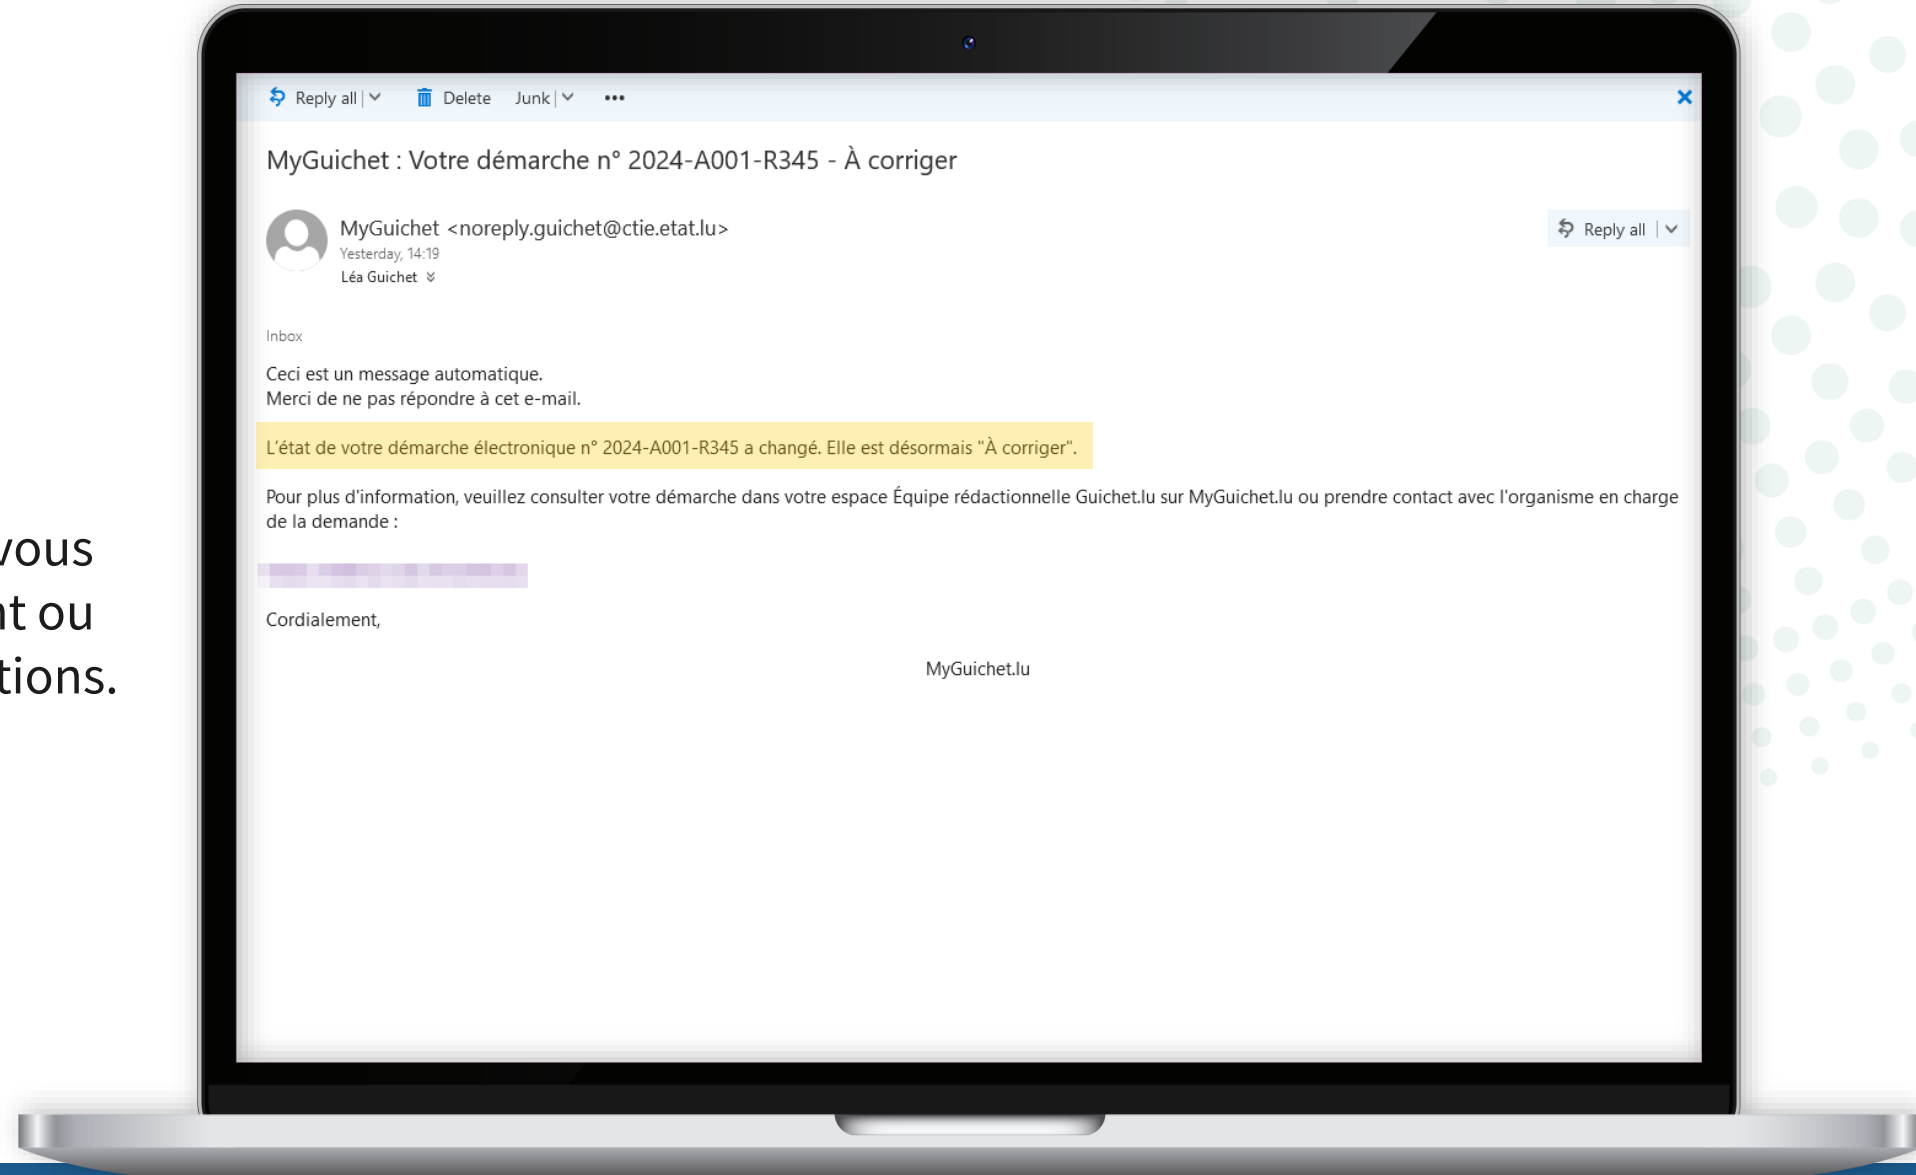 Reply all
Delete
Junk
MyGuichet : Votre démarche n° 2024-A001-R345 - À corriger
MyGuichet <noreply.guichet@ctie.etat.lu>
Reply all
Yesterday, 14:19
Léa Guichet
Inbox
Ceci est un message automatique.
Merci de ne pas répondre à cet e-mail.
L'état de votre démarche électronique n° 2024-A001-R345 a changé. Elle est désormais "À corriger".
Pour plus d'information, veuillez consulter votre démarche dans votre espace Équipe rédactionnelle Guichet.lu sur MyGuichet.lu ou prendre contact avec l'organisme en charge
de la demande :
Cordialement,
MyGuichet.lu
vous
ou